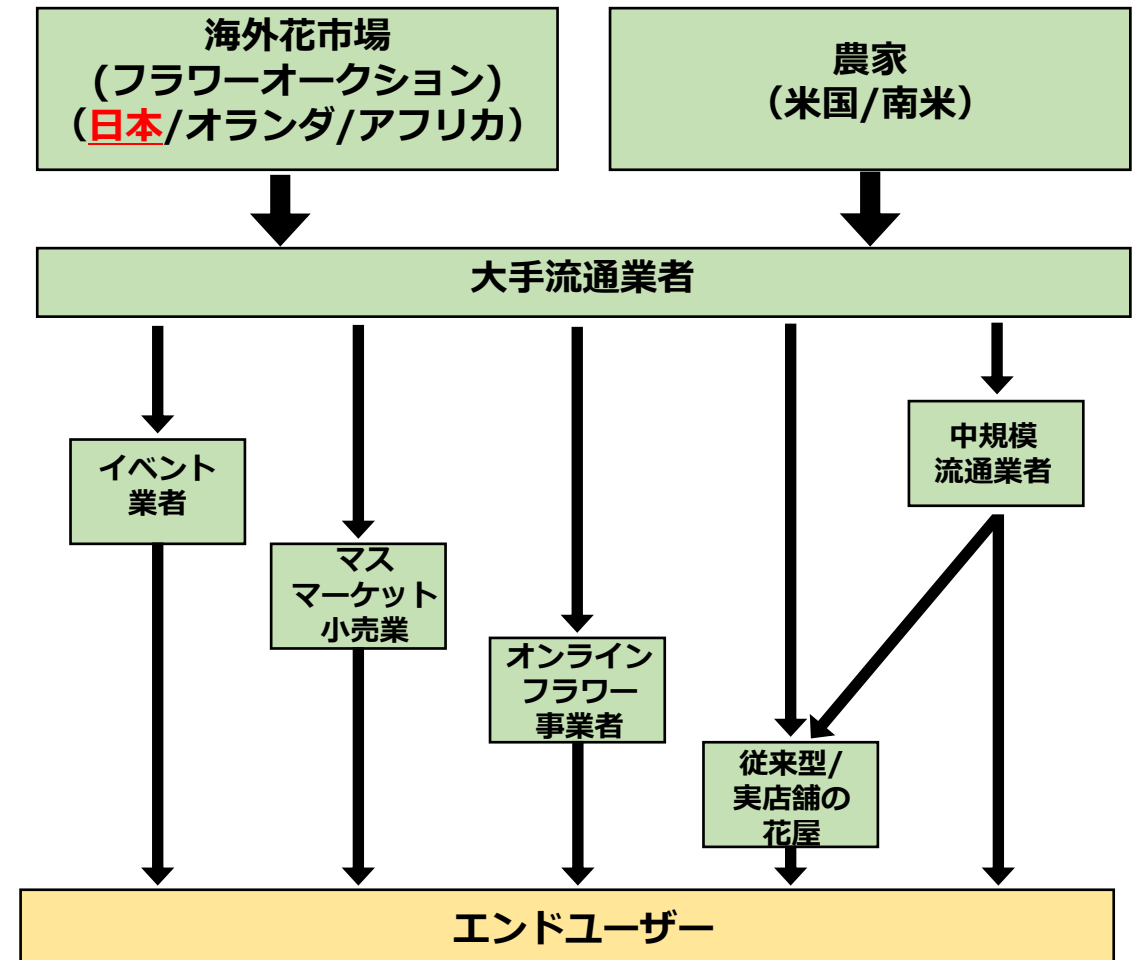 海外花市場
(フラワーオークション)
（日本/オランダ/アフリカ）
農家
（米国/南米）
大手流通業者
イベント
業者
マス
マーケット
小売業
オンライン
フラワー
事業者
従来型/
実店舗の
花屋
中規模
流通業者
エンドユーザー